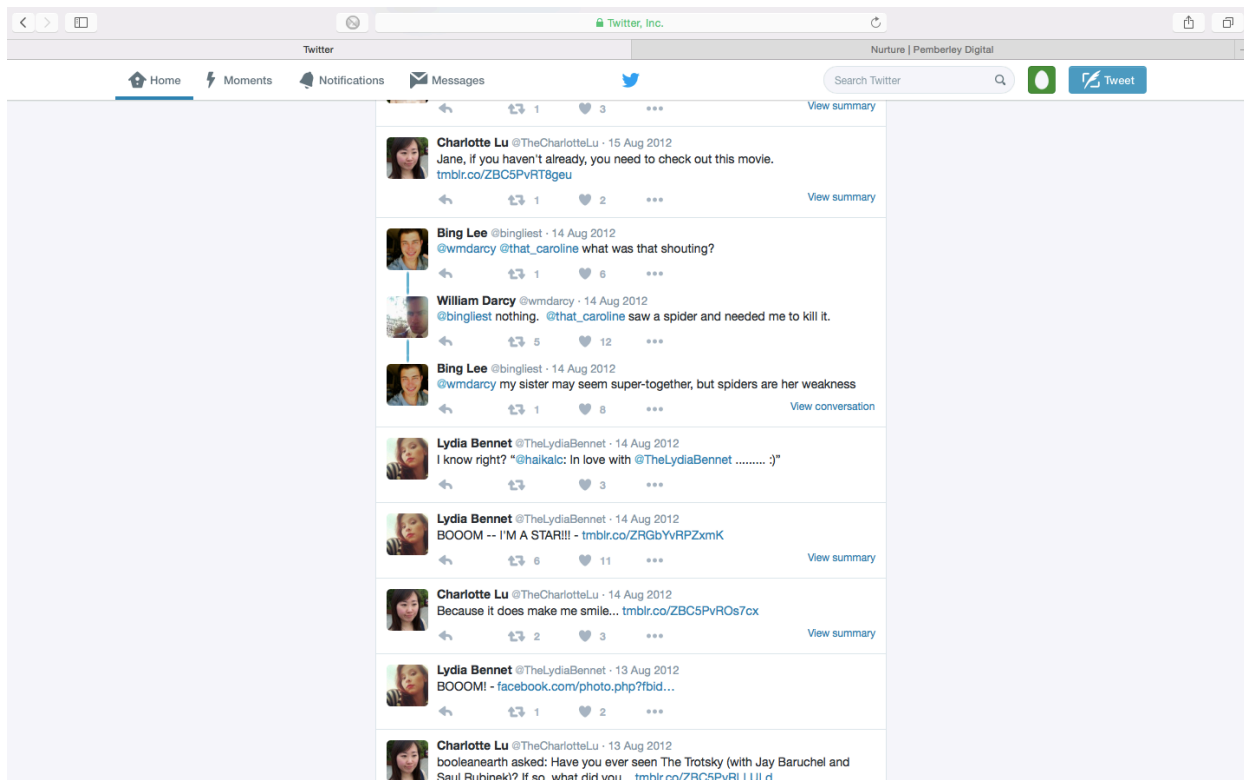 Twitter, Inc.
Twitter
Nurture | Pemberley Digital
Home
Moments
Notifications
Messages
Search Twitter
Tweet
1
3
View summary
Charlotte Lu @TheCharlotteLu · 15 Aug 2012
Jane, if you haven't already, you need to check out this movie.
tmblr.co/ZBC5PvRT8geu
1
2
View summary
Bing Lee @bingliest · 14 Aug 2012
@wmdarcy @that_caroline what was that shouting?
1
6
William Darcy @wmdarcy · 14 Aug 2012
@bingliest nothing.  @that_caroline saw a spider and needed me to kill it.
5
12
Bing Lee @bingliest · 14 Aug 2012
@wmdarcy my sister may seem super-together, but spiders are her weakness
1
8
View conversation
Lydia Bennet @TheLydiaBennet · 14 Aug 2012
I know right? “@haikalc: In love with @TheLydiaBennet ......... :)”
3
Lydia Bennet @TheLydiaBennet · 14 Aug 2012
BOOOM -- I'M A STAR!!! - tmblr.co/ZRGbYvRPZxmK
6
11
View summary
Charlotte Lu @TheCharlotteLu · 14 Aug 2012
Because it does make me smile... tmblr.co/ZBC5PvROs7cx
2
3
View summary
Lydia Bennet @TheLydiaBennet · 13 Aug 2012
BOOOM! - facebook.com/photo.php?fbid…
1
2
Charlotte Lu @TheCharlotteLu · 13 Aug 2012
booleanearth asked: Have you ever seen The Trotsky (with Jay Baruchel and
Saul Rubinek)? If so, what did you...